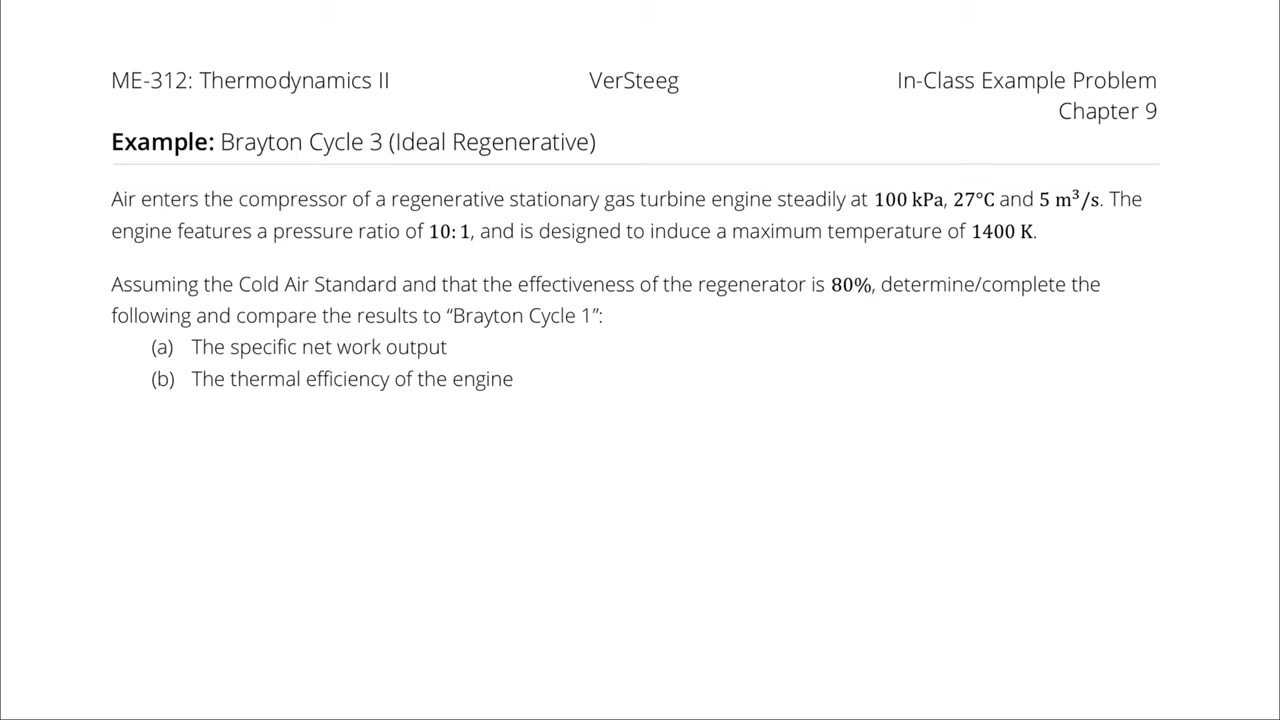 ME-312: Thermodynamics II VerSteeg In-Class Example Problem
Chapter 9
Example: Brayton Cycle 3 (Ideal Regenerative)
Air enters the compressor of a regenerative stationary gas turbine engine steadily at 100 kPa, 27°C and 5 m³/s. The
engine features a pressure ratio of 10: 1, and is designed to induce a maximum temperature of 1400 K.
Assuming the Cold Air Standard and that the effectiveness of the regenerator is 80%, determine/complete the
following and compare the results to “Brayton Cycle 1”:
(a) The specific net work output
(b) The thermal efficiency of the engine